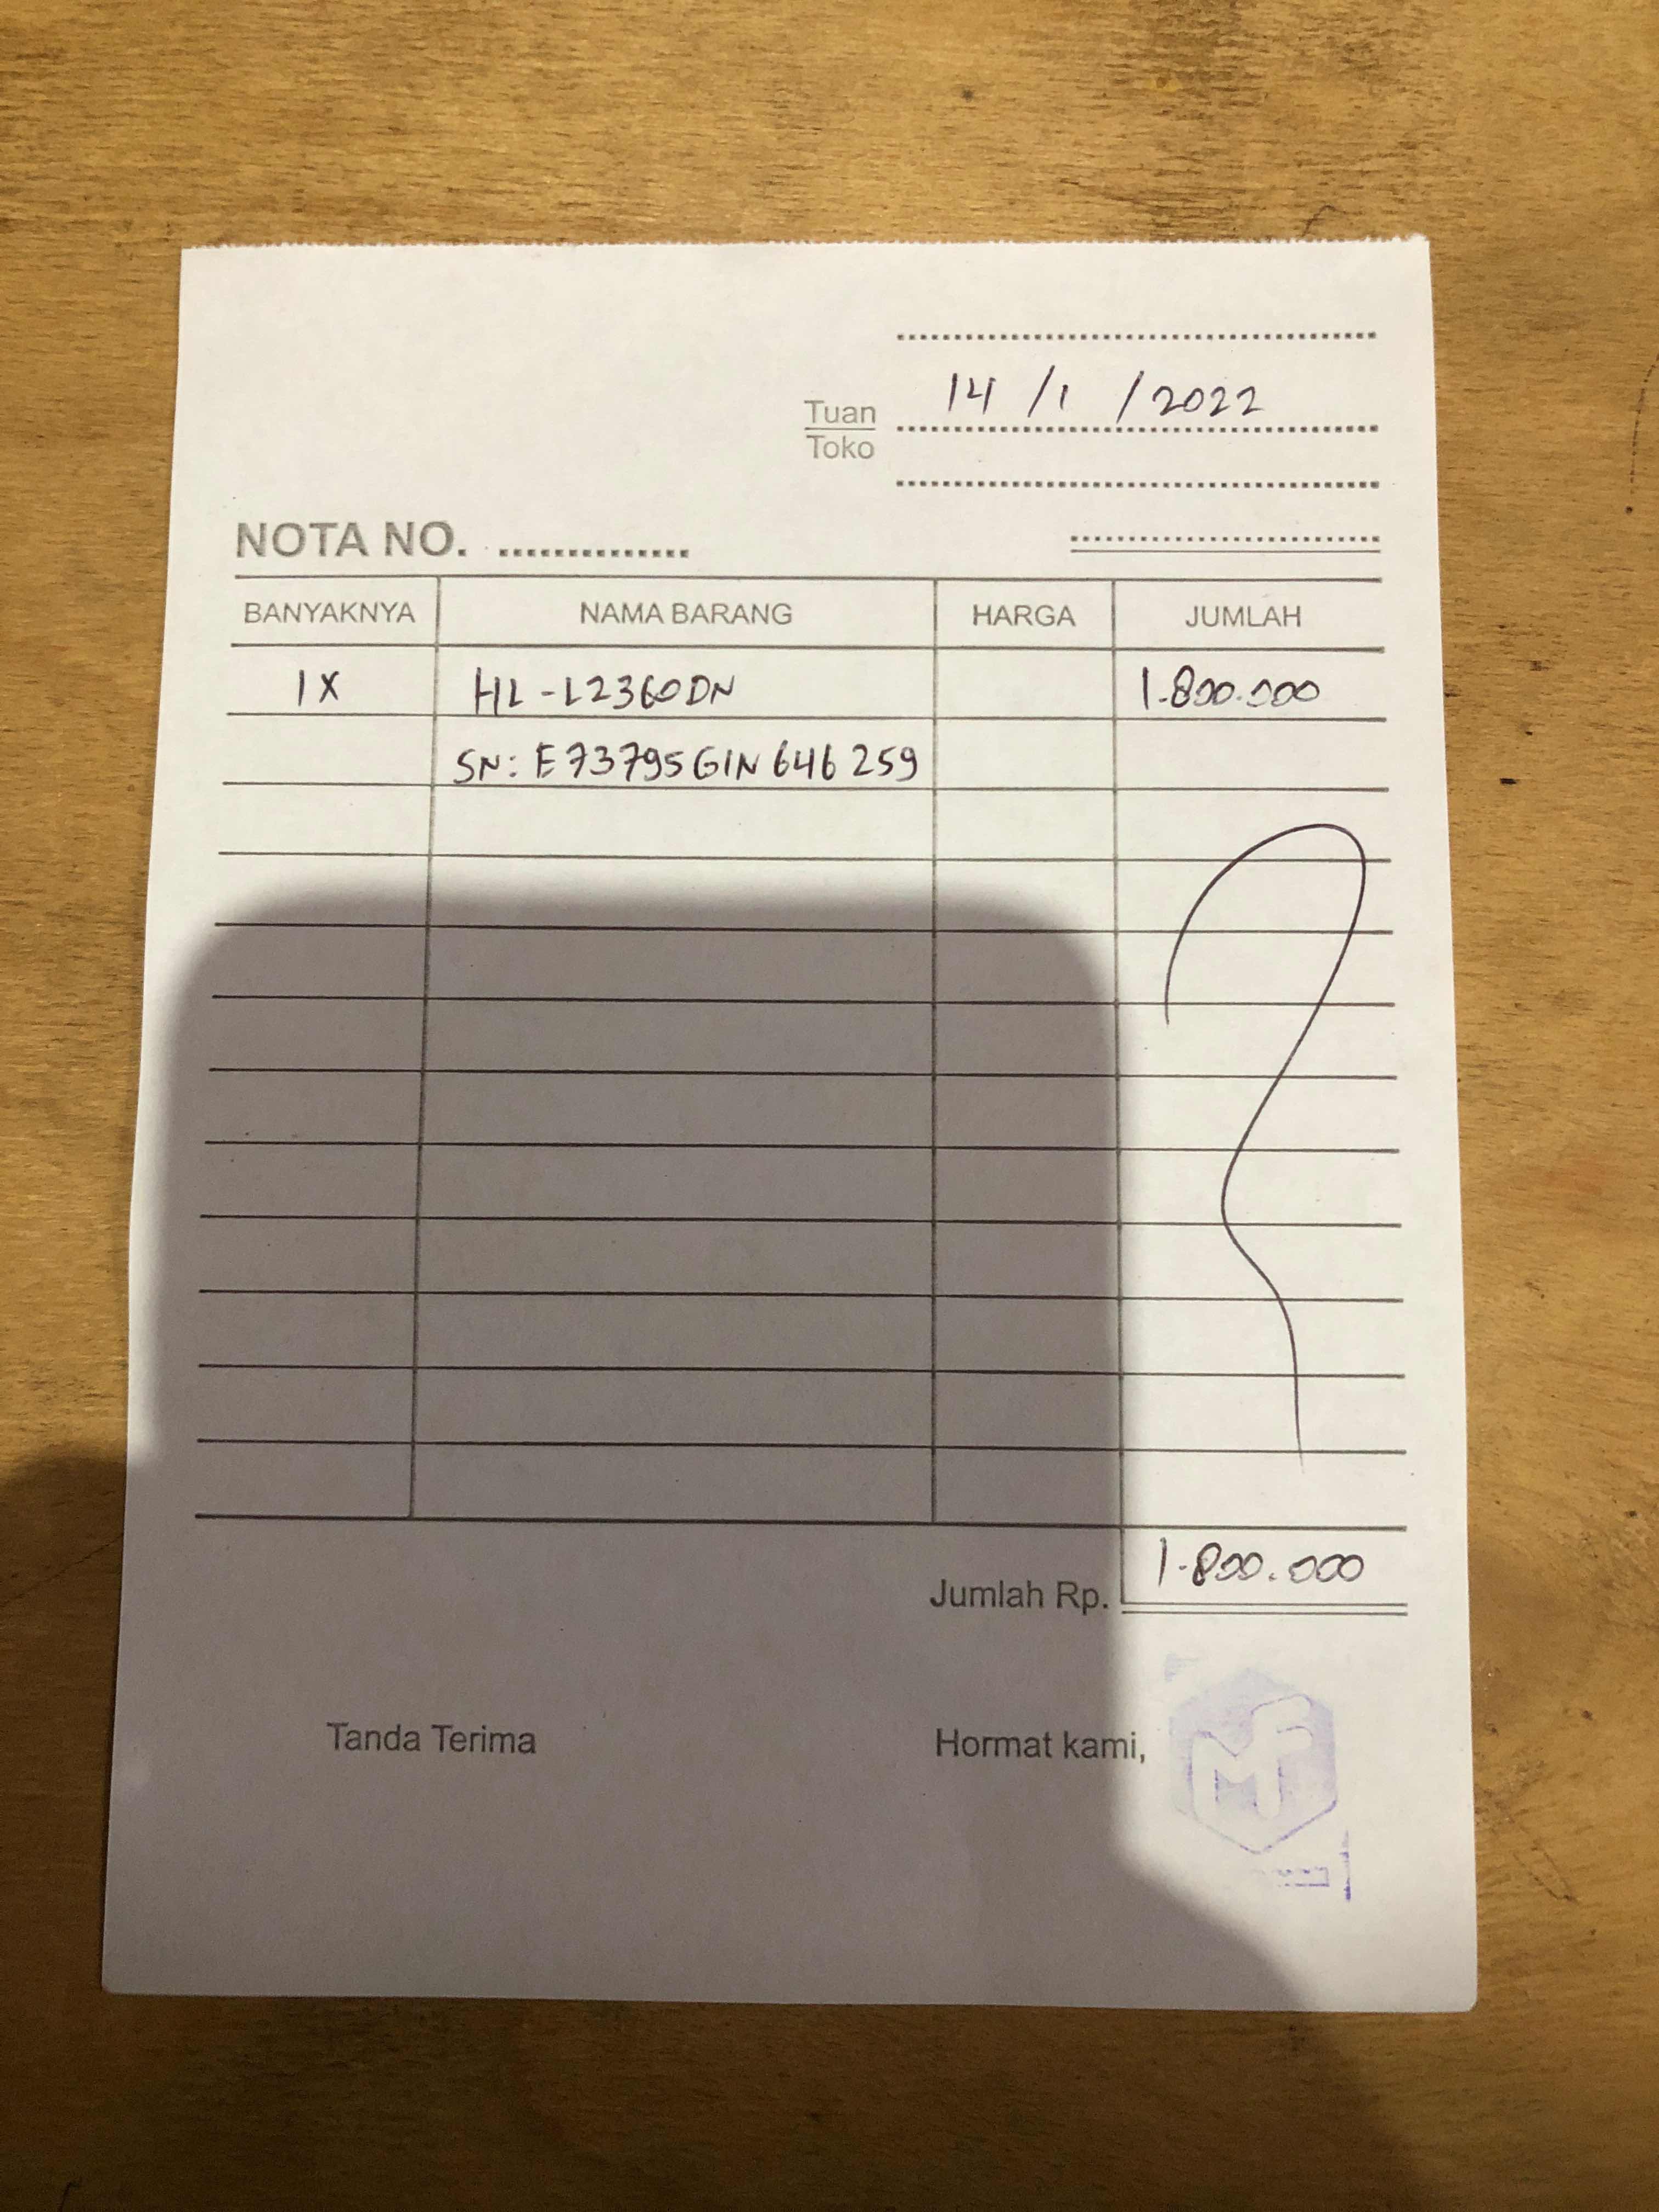 14 / 1 / 2022
Tuan
Toko
NOTA NO. ..............
BANYAKNYA NAMA BARANG HARGA JUMLAH
1X HL-L2360DN 1.800.000
SN: E73795G1N646259
Jumlah Rp. 1.800.000
Tanda Terima Hormat kami,
MF